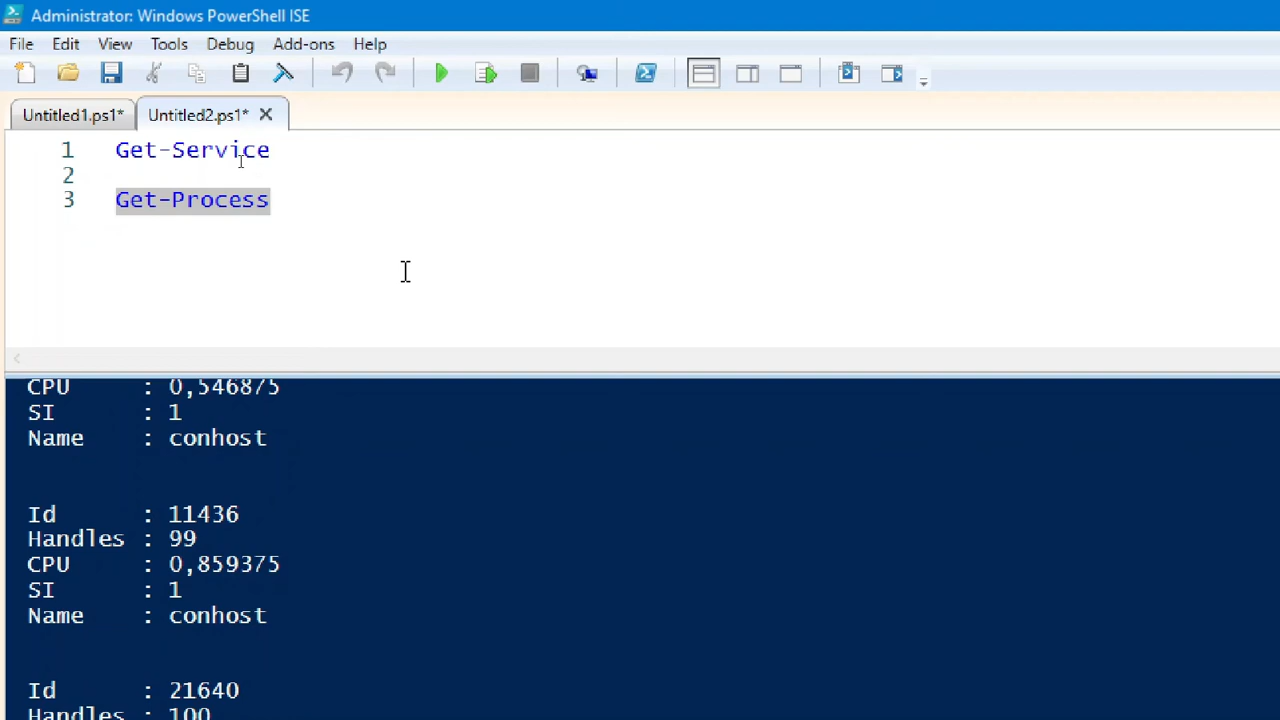 Administrator: Windows PowerShell ISE
File Edit View Tools Debug Add-ons Help
Untitled1.ps1* Untitled2.ps1*
1 Get-Service
2
3 Get-Process
CPU : 0,546875
SI : 1
Name : conhost
Id : 11436
Handles : 99
CPU : 0,859375
SI : 1
Name : conhost
Id : 21640
Handles : 100